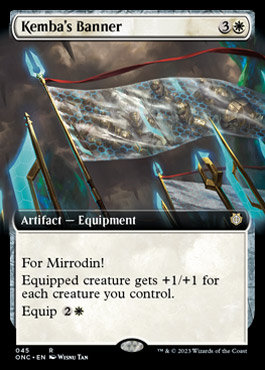 Kemba's Banner 3
Artifact — Equipment
For Mirrodin!
Equipped creature gets +1/+1 for
each creature you control.
Equip 2
045 R
ONC • EN Wisnu Tan
™ & © 2023 Wizards of the Coast